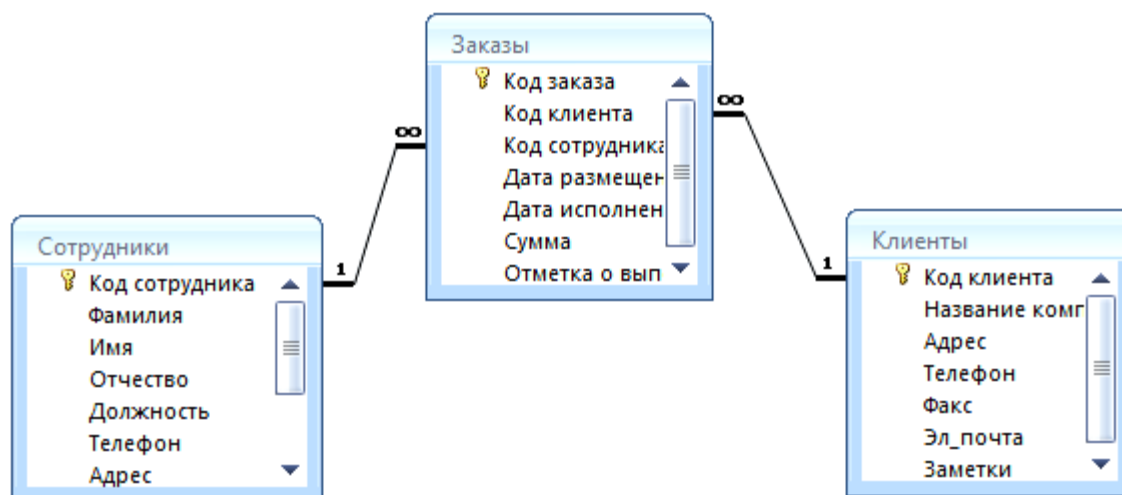 Заказы
Код заказа
Код клиента
Код сотрудника
Дата размещен
Дата исполнен
Сумма
Отметка о вып
∞
∞
Сотрудники
1
Код сотрудника
Фамилия
Имя
Отчество
Должность
Телефон
Адрес
Клиенты
1
Код клиента
Название комп
Адрес
Телефон
Факс
Эл_почта
Заметки